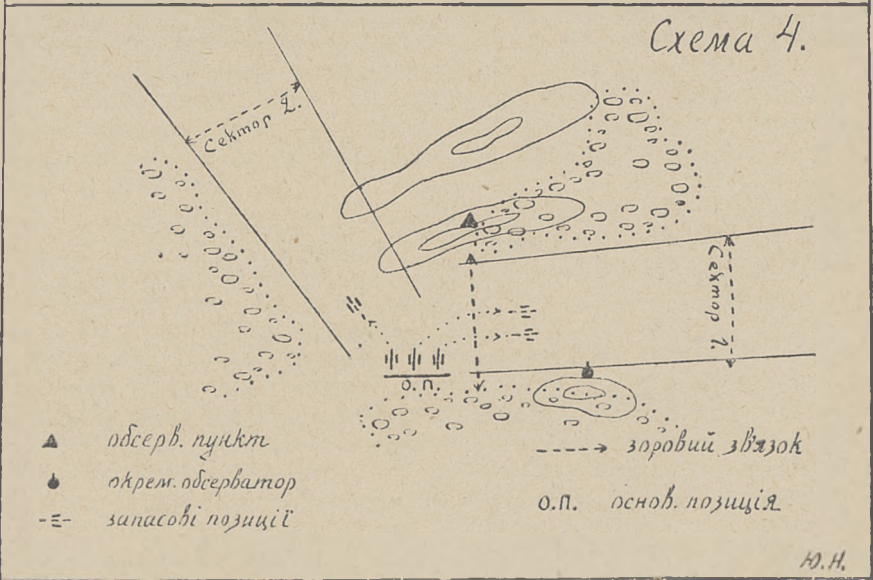 Схема 4.
Сектор 2.
Сектор 1.
О.П.
обсерв. пункт
окрем. обсерватор
запасові позиції
зоровий зв'язок
О.П. основ. позиція
Ю.Н.